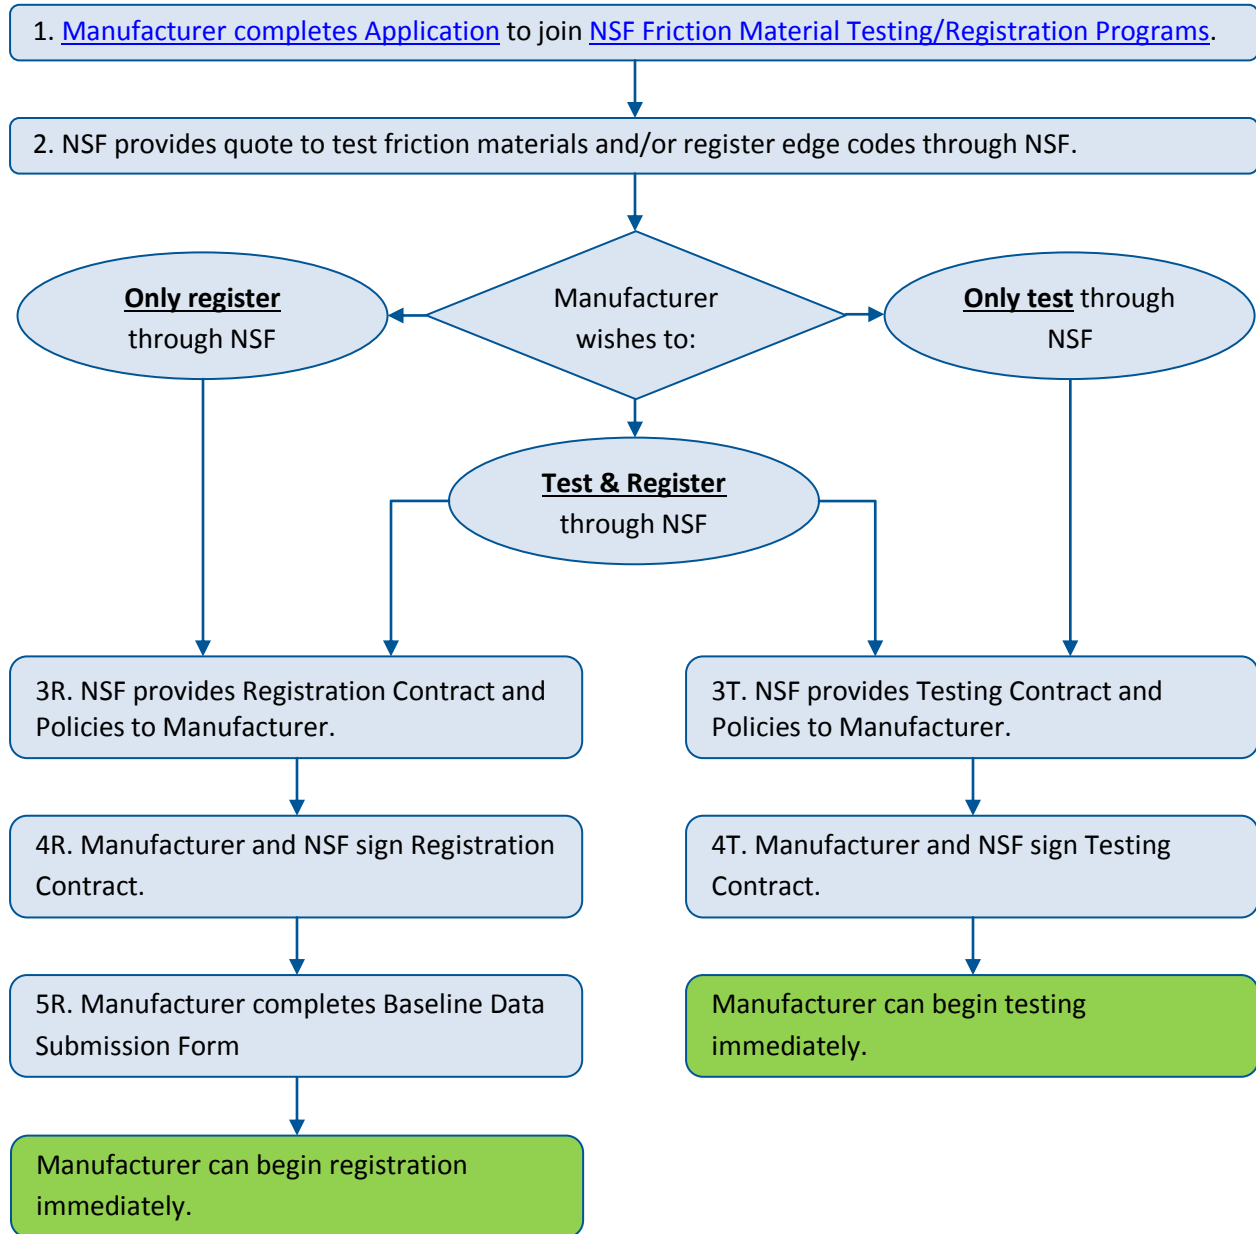 1. Manufacturer completes Application to join NSF Friction Material Testing/Registration Programs.
2. NSF provides quote to test friction materials and/or register edge codes through NSF.
Only register
through NSF
Manufacturer
wishes to:
Only test through
NSF
Test & Register
through NSF
3R. NSF provides Registration Contract and
Policies to Manufacturer.
3T. NSF provides Testing Contract and
Policies to Manufacturer.
4R. Manufacturer and NSF sign Registration
Contract.
4T. Manufacturer and NSF sign Testing
Contract.
5R. Manufacturer completes Baseline Data
Submission Form
Manufacturer can begin testing
immediately.
Manufacturer can begin registration
immediately.